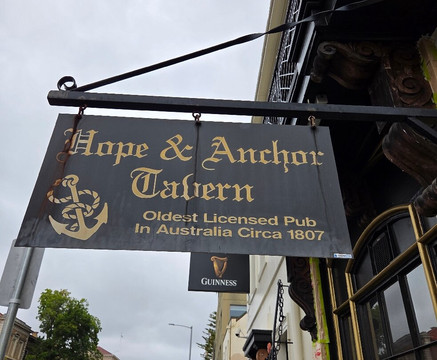 Hope & Anchor
Tavern
Oldest Licensed Pub
In Australia Circa 1807
GUINNESS